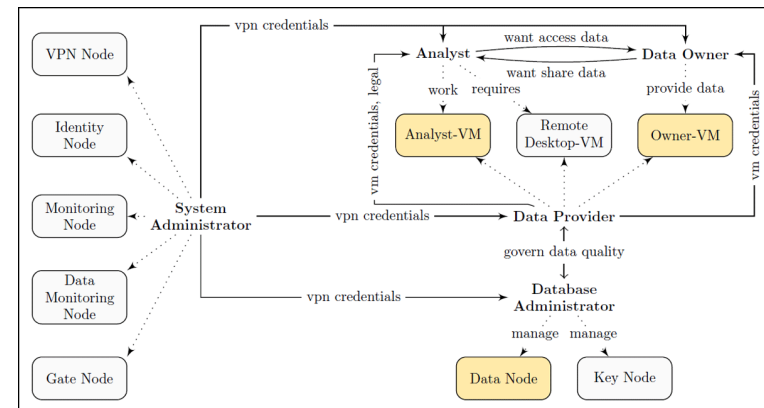 vpn credentials
VPN Node
Analyst
want access data
Data Owner
want share data
work
requires
provide data
vm credentials, legal
vm credentials
Identity
Node
Analyst-VM
Remote
Desktop-VM
Owner-VM
Monitoring
Node
System
Administrator
vpn credentials
Data Provider
govern data quality
Data
Monitoring
Node
vpn credentials
Database
Administrator
manage
manage
Gate Node
Data Node
Key Node